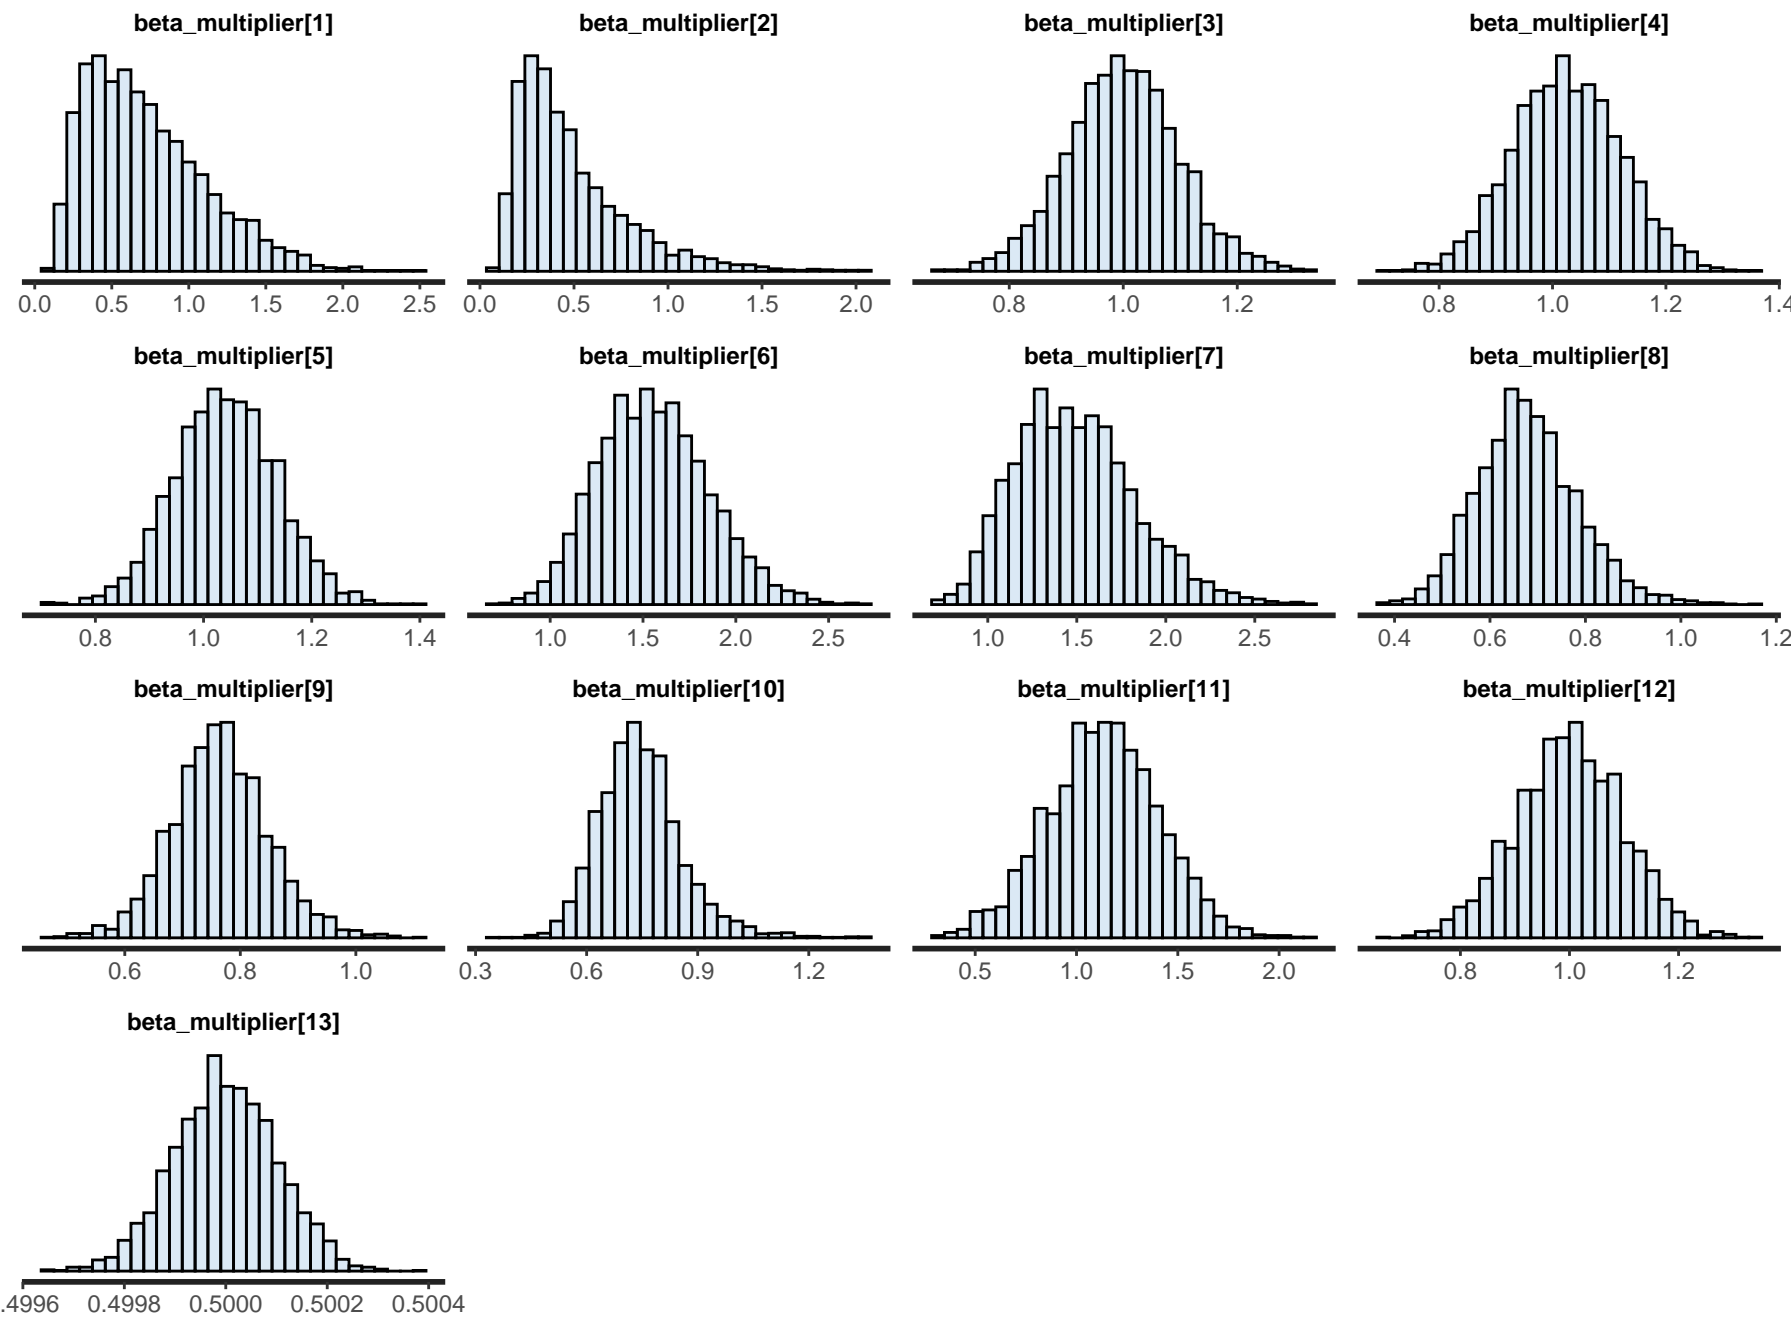 beta_multiplier[1] beta_multiplier[2] beta_multiplier[3] beta_multiplier[4]
0.0 0.5 1.0 1.5 2.0 2.5 0.0 0.5 1.0 1.5 2.0 0.8 1.0 1.2 0.8 1.0 1.2 1.4
beta_multiplier[5] beta_multiplier[6] beta_multiplier[7] beta_multiplier[8]
0.8 1.0 1.2 1.4 1.0 1.5 2.0 2.5 1.0 1.5 2.0 2.5 0.4 0.6 0.8 1.0 1.2
beta_multiplier[9] beta_multiplier[10] beta_multiplier[11] beta_multiplier[12]
0.6 0.8 1.0 0.3 0.6 0.9 1.2 0.5 1.0 1.5 2.0 0.8 1.0 1.2
beta_multiplier[13]
.4996 0.4998 0.5000 0.5002 0.5004